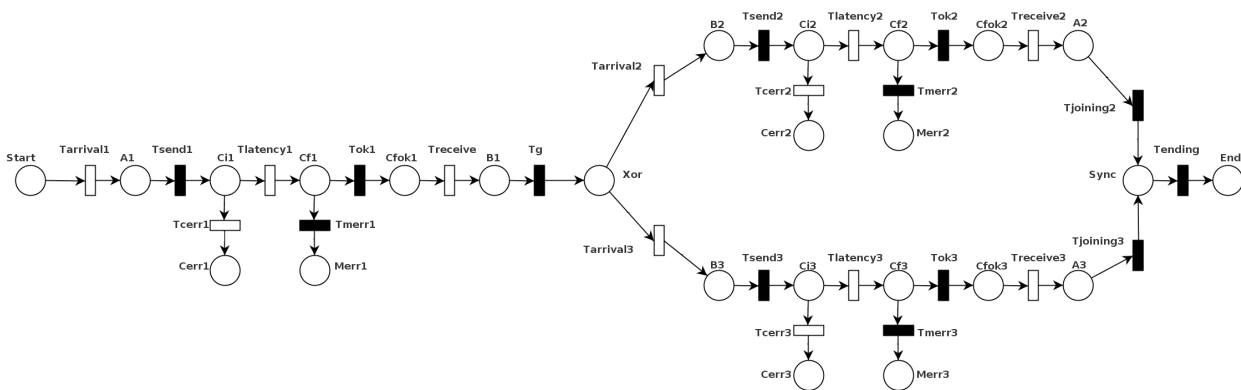 B2
Tsend2
Ci2
Tlatency2
Cf2
Tok2
Cfok2
Treceive2
A2
Tarrival2
Tcerr2
Tmerr2
Tjoining2
Cerr2
Merr2
Start
Tarrival1
A1
Tsend1
Ci1
Tlatency1
Cf1
Tok1
Cfok1
Treceive
B1
Tg
Xor
Sync
Tending
End
Tcerr1
Tmerr1
Cerr1
Merr1
Tarrival3
Tjoining3
B3
Tsend3
Ci3
Tlatency3
Cf3
Tok3
Cfok3
Treceive3
A3
Tcerr3
Tmerr3
Cerr3
Merr3